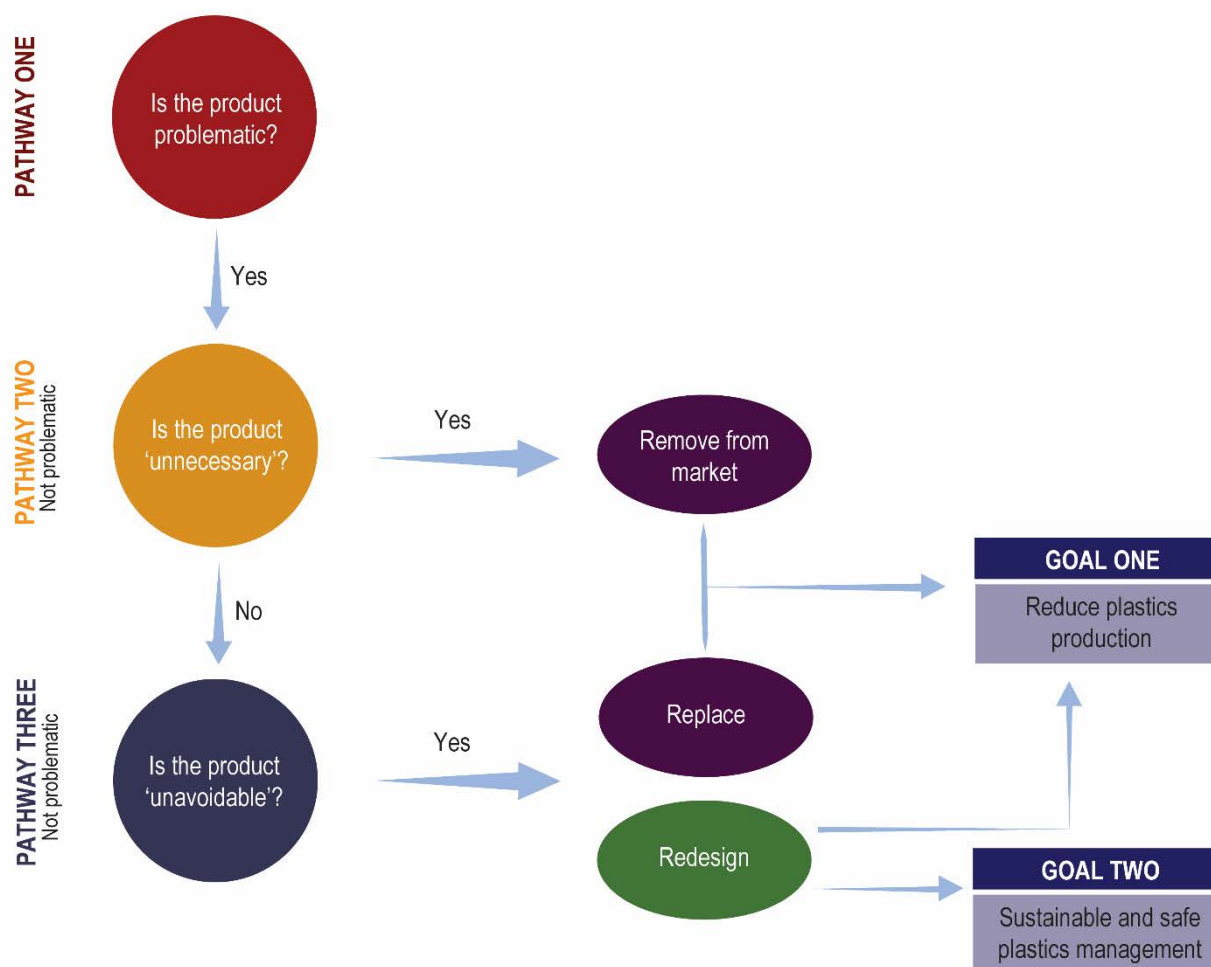 PATHWAY ONE
Is the product
problematic?
Yes
PATHWAY TWO
Not problematic
Is the product
‘unnecessary’?
Yes
Remove from
market
GOAL ONE
Reduce plastics
production
No
PATHWAY THREE
Not problematic
Is the product
‘unavoidable’?
Yes
Replace
Redesign
GOAL TWO
Sustainable and safe
plastics management